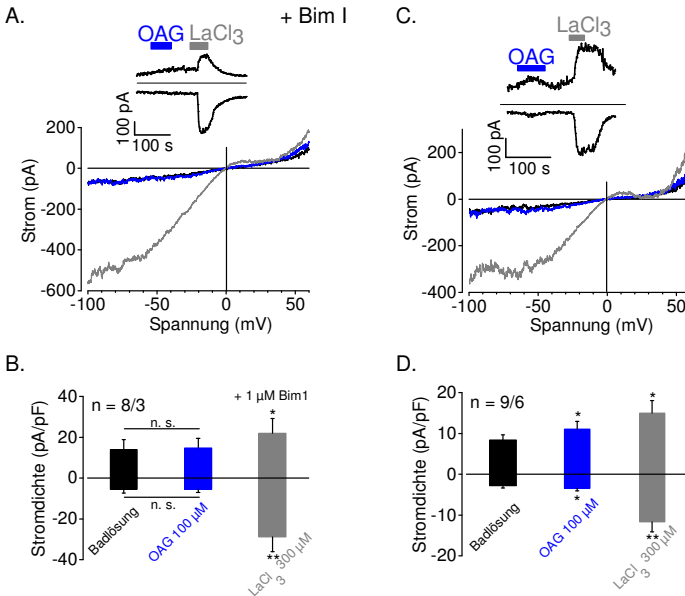 A.
+ Bim I
OAG
LaCl3
100 pA
100 s
200
0
-200
-400
-600
Strom (pA)
-100
-50
0
50
Spannung (mV)
C.
LaCl3
OAG
100 pA
100 s
200
0
-200
-400
Strom (pA)
-100
-50
0
50
Spannung (mV)
B.
n = 8/3
+ 1 µM Bim1
n. s.
*
40
20
0
-20
-40
Stromdichte (pA/pF)
n. s.
**
Badlösung
OAG 100 µM
LaCl3 300 µM
D.
n = 9/6
*
*
20
10
0
-10
-20
Stromdichte (pA/pF)
*
**
Badlösung
OAG 100 µM
LaCl3 300 µM